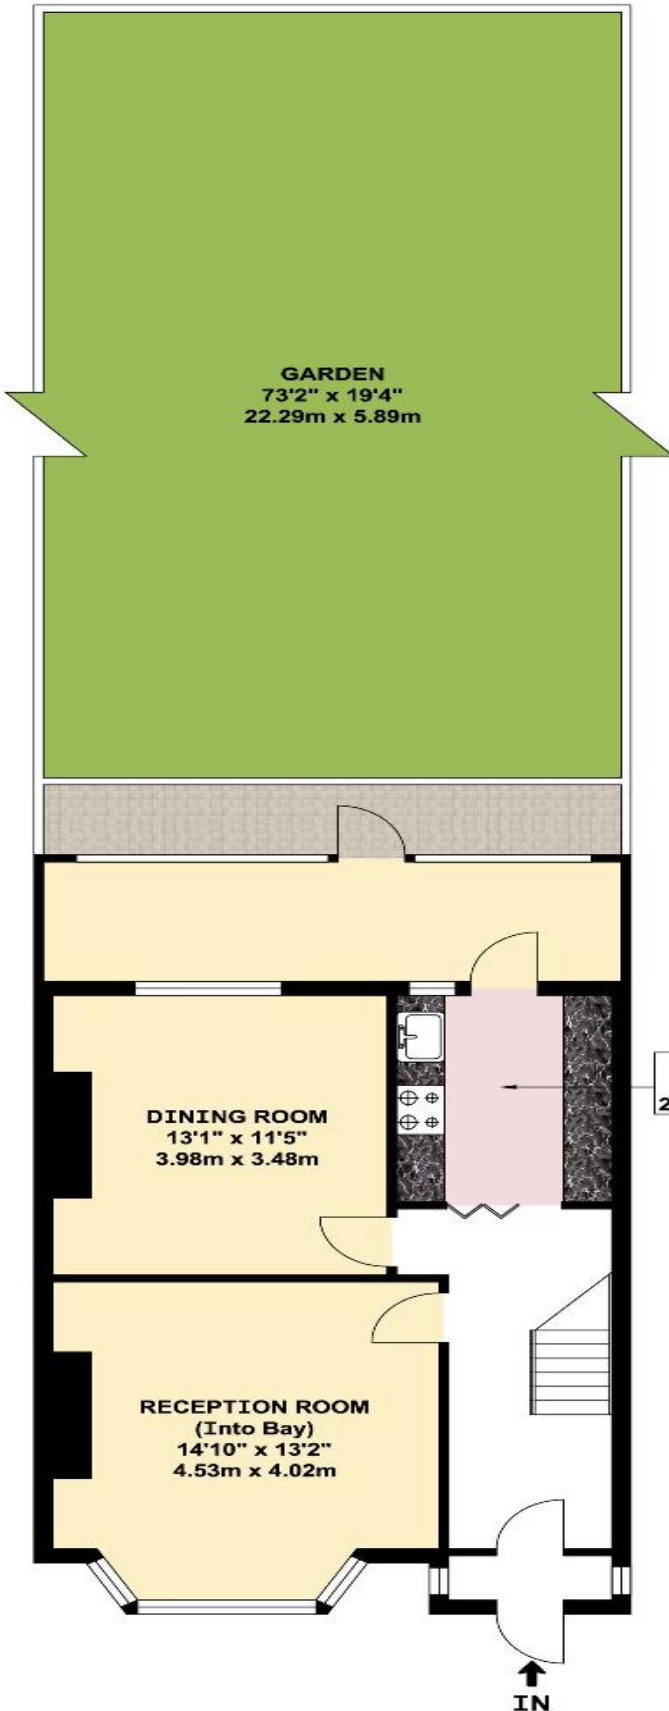 GARDEN
73'2" x 19'4"
22.29m x 5.89m
2
DINING ROOM
13'1" x 11'5"
3.98m x 3.48m
RECEPTION ROOM
(Into Bay)
14'10" x 13'2"
4.53m x 4.02m
IN